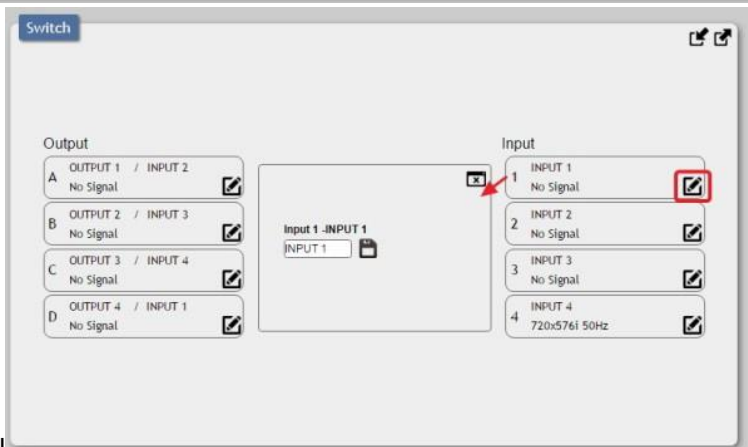 Switch
Output
A
OUTPUT 1 / INPUT 2
No Signal
B
OUTPUT 2 / INPUT 3
No Signal
C
OUTPUT 3 / INPUT 4
No Signal
D
OUTPUT 4 / INPUT 1
No Signal
Input 1 -INPUT 1
INPUT 1
Input
1
INPUT 1
No Signal
2
INPUT 2
No Signal
3
INPUT 3
No Signal
4
INPUT 4
720x576i 50Hz